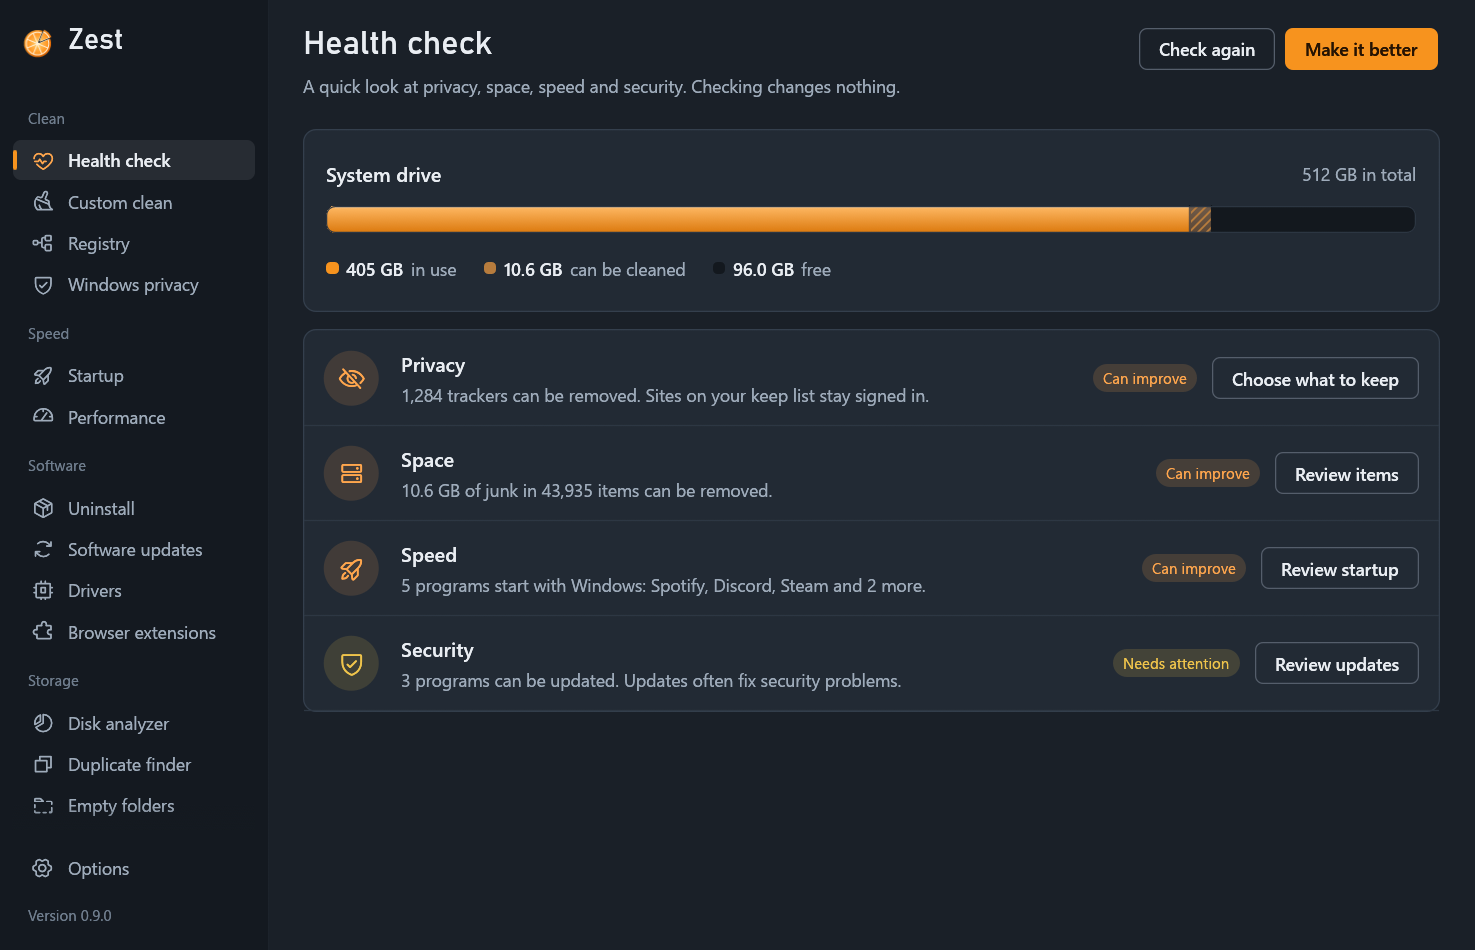 Zest
Clean
Health check
Custom clean
Registry
Windows privacy
Speed
Startup
Performance
Software
Uninstall
Software updates
Drivers
Browser extensions
Storage
Disk analyzer
Duplicate finder
Empty folders
Options
Version 0.9.0
Health check
A quick look at privacy, space, speed and security. Checking changes nothing.
Check again
Make it better
System drive
512 GB in total
405 GB in use
10.6 GB can be cleaned
96.0 GB free
Privacy
1,284 trackers can be removed. Sites on your keep list stay signed in.
Can improve
Choose what to keep
Space
10.6 GB of junk in 43,935 items can be removed.
Can improve
Review items
Speed
5 programs start with Windows: Spotify, Discord, Steam and 2 more.
Can improve
Review startup
Security
3 programs can be updated. Updates often fix security problems.
Needs attention
Review updates